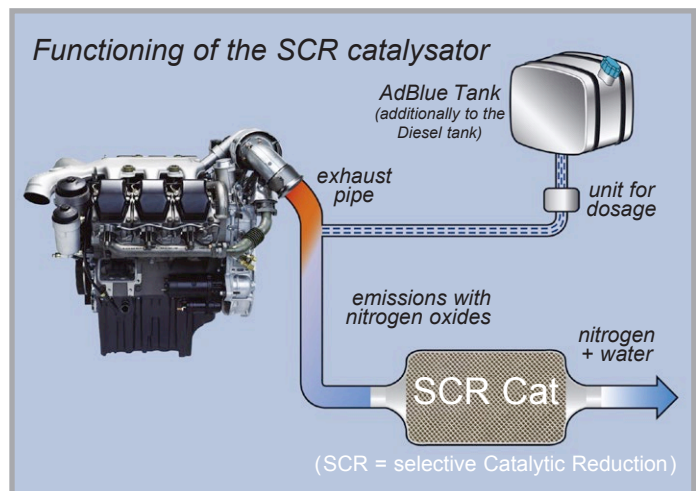 Functioning of the SCR catalysator
AdBlue Tank
(additionally to the
Diesel tank)
exhaust
pipe
unit for
dosage
emissions with
nitrogen oxides
nitrogen
+ water
SCR Cat
(SCR = selective Catalytic Reduction)